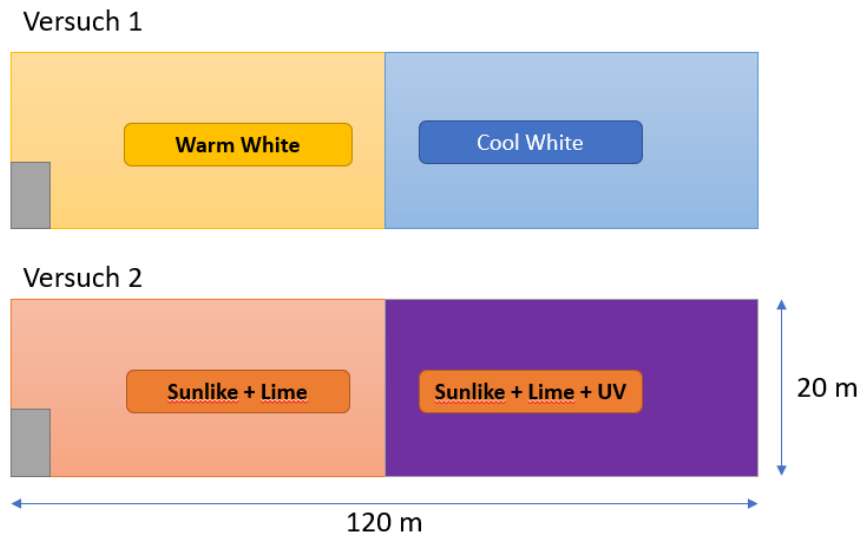 Versuch 1
Warm White
Cool White
Versuch 2
Sunlike + Lime
Sunlike + Lime + UV
20 m
120 m